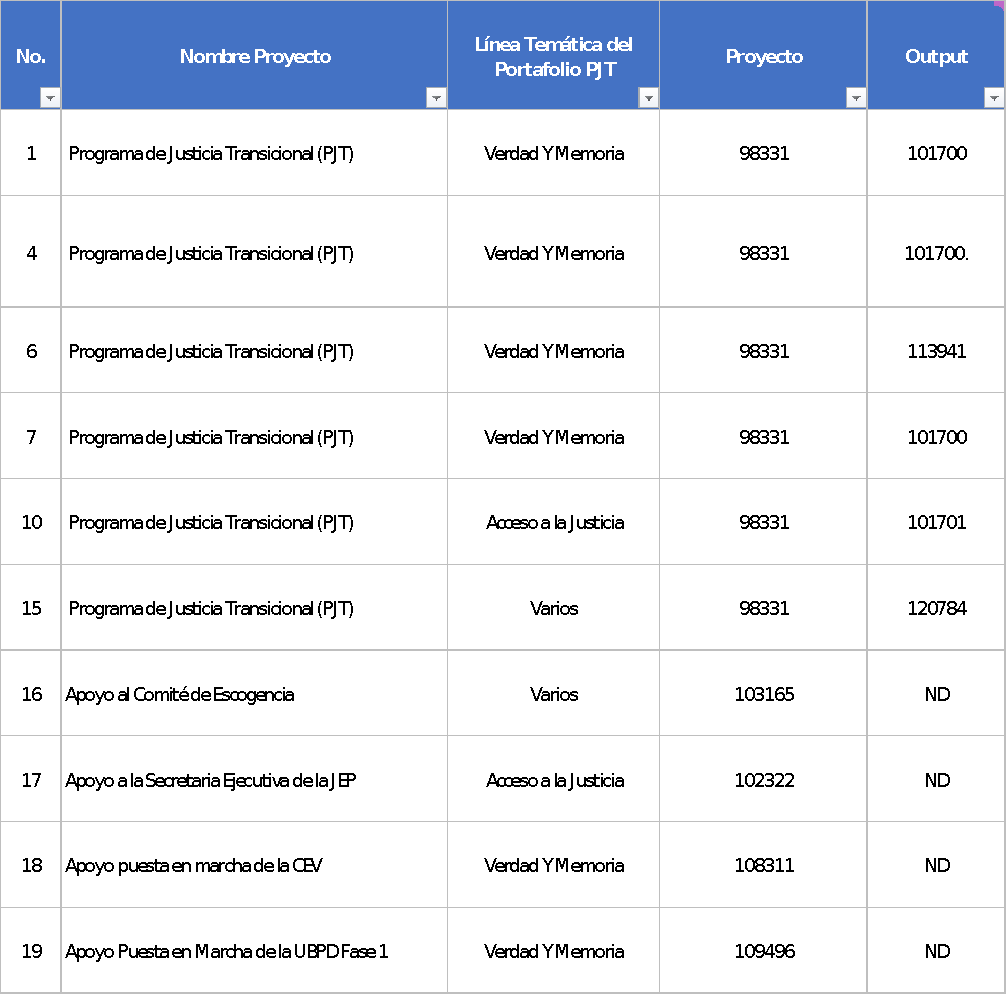 No. Nombre Proyecto Línea Temática del Portafolio PJT Proyecto Output
1 Programa de Justicia Transicional (PJT) Verdad Y Memoria 98331 101700
4 Programa de Justicia Transicional (PJT) Verdad Y Memoria 98331 101700.
6 Programa de Justicia Transicional (PJT) Verdad Y Memoria 98331 113941
7 Programa de Justicia Transicional (PJT) Verdad Y Memoria 98331 101700
10 Programa de Justicia Transicional (PJT) Acceso a la Justicia 98331 101701
15 Programa de Justicia Transicional (PJT) Varios 98331 120784
16 Apoyo al Comité de Escogencia Varios 103165 ND
17 Apoyo a la Secretaria Ejecutiva de la JEP Acceso a la Justicia 102322 ND
18 Apoyo puesta en marcha de la CEV Verdad Y Memoria 108311 ND
19 Apoyo Puesta en Marcha de la UBPD Fase 1 Verdad Y Memoria 109496 ND